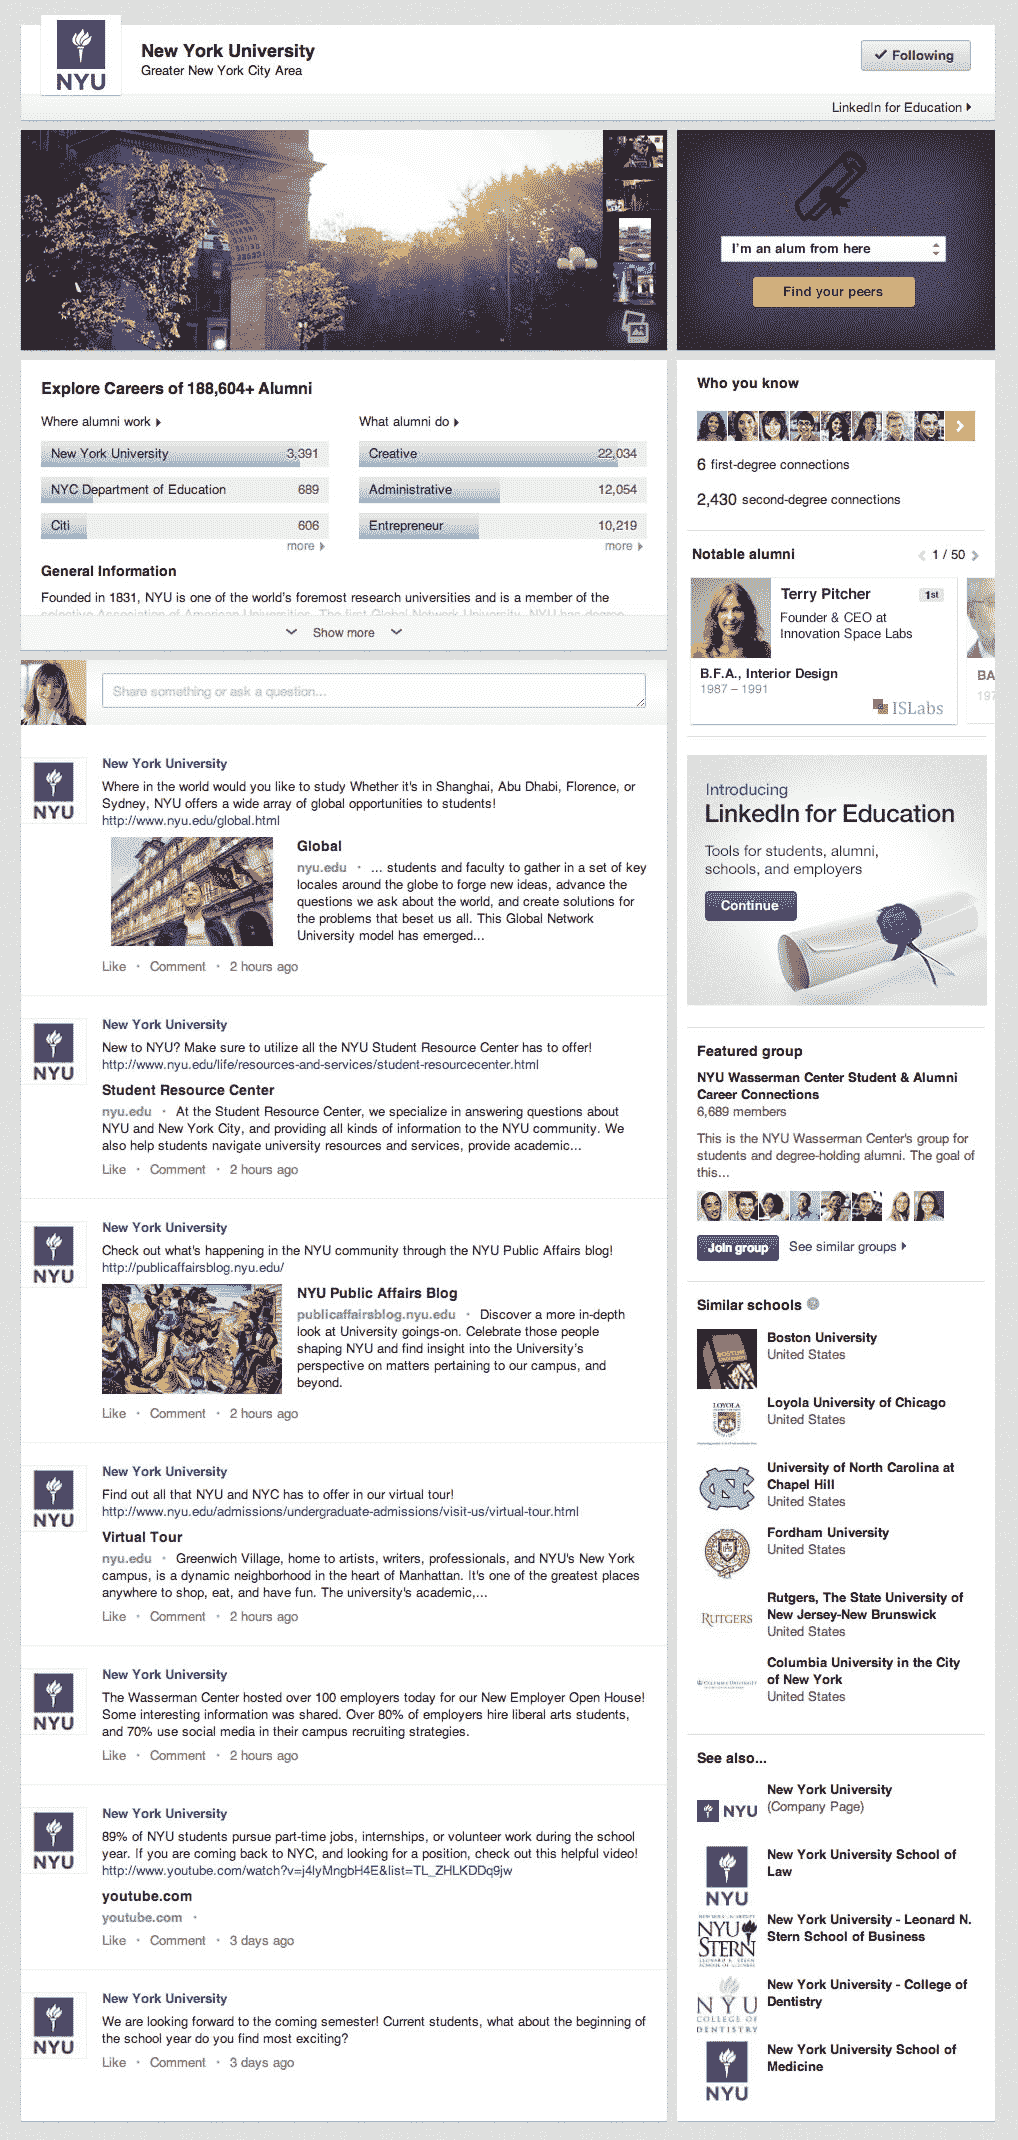 NYU
New York University
Greater New York City Area
Following
LinkedIn for Education
I'm an alum from here
Find your peers
Explore Careers of 188,604+ Alumni
Where alumni work
New York University 3,391
NYC Department of Education 689
Citi 606
more
What alumni do
Creative 22,034
Administrative 12,054
Entrepreneur 10,219
more
General Information
Founded in 1831, NYU is one of the world's foremost research universities and is a member of the
selective Association of American Universities. The first Global Network University, NYU has degree
Show more
Share something or ask a question...
NYU
New York University
Where in the world would you like to study Whether it's in Shanghai, Abu Dhabi, Florence, or
Sydney, NYU offers a wide array of global opportunities to students!
http://www.nyu.edu/global.html
Global
nyu.edu • ... students and faculty to gather in a set of key
locales around the globe to forge new ideas, advance the
questions we ask about the world, and create solutions for
the problems that beset us all. This Global Network
University model has emerged...
Like • Comment • 2 hours ago
NYU
New York University
New to NYU? Make sure to utilize all the NYU Student Resource Center has to offer!
http://www.nyu.edu/life/resources-and-services/student-resourcecenter.html
Student Resource Center
nyu.edu • At the Student Resource Center, we specialize in answering questions about
NYU and New York City, and providing all kinds of information to the NYU community. We
also help students navigate university resources and services, provide academic...
Like • Comment • 2 hours ago
NYU
New York University
Check out what's happening in the NYU community through the NYU Public Affairs blog!
http://publicaffairsblog.nyu.edu/
NYU Public Affairs Blog
publicaffairsblog.nyu.edu • Discover a more in-depth
look at University goings-on. Celebrate those people
shaping NYU and find insight into the University's
perspective on matters pertaining to our campus, and
beyond.
Like • Comment • 2 hours ago
NYU
New York University
Find out all that NYU and NYC has to offer in our virtual tour!
http://www.nyu.edu/admissions/undergraduate-admissions/visit-us/virtual-tour.html
Virtual Tour
nyu.edu • Greenwich Village, home to artists, writers, professionals, and NYU's New York
campus, is a dynamic neighborhood in the heart of Manhattan. It's one of the greatest places
anywhere to shop, eat, and have fun. The university's academic,...
Like • Comment • 2 hours ago
NYU
New York University
The Wasserman Center hosted over 100 employers today for our New Employer Open House!
Some interesting information was shared. Over 80% of employers hire liberal arts students,
and 70% use social media in their campus recruiting strategies.
Like • Comment • 2 hours ago
NYU
New York University
89% of NYU students pursue part-time jobs, internships, or volunteer work during the school
year. If you are coming back to NYC, and looking for a position, check out this helpful video!
http://www.youtube.com/watch?v=j4lyMngbH4E&list=TL_ZHLKDDq9jw
youtube.com
youtube.com •
Like • Comment • 3 days ago
NYU
New York University
We are looking forward to the coming semester! Current students, what about the beginning of
the school year do you find most exciting?
Like • Comment • 3 days ago
Who you know
6 first-degree connections
2,430 second-degree connections
Notable alumni 1 / 50
Terry Pitcher 1st
Founder & CEO at
Innovation Space Labs
B.F.A., Interior Design
1987 – 1991
ISLabs
BA
197
Introducing
LinkedIn for Education
Tools for students, alumni,
schools, and employers
Continue
Featured group
NYU Wasserman Center Student & Alumni
Career Connections
6,689 members
This is the NYU Wasserman Center's group for
students and degree-holding alumni. The goal of
this...
Join group See similar groups
Similar schools
Boston University
United States
LOYOLA
Loyola University of Chicago
United States
University of North Carolina at
Chapel Hill
United States
Fordham University
United States
RUTGERS
Rutgers, The State University of
New Jersey-New Brunswick
United States
Columbia University in the City
of New York
United States
See also...
NYU
New York University
(Company Page)
NYU
New York University School of
Law
NYU
STERN
New York University - Leonard N.
Stern School of Business
NYU
COLLEGE OF
DENTISTRY
New York University - College of
Dentistry
NYU
New York University School of
Medicine